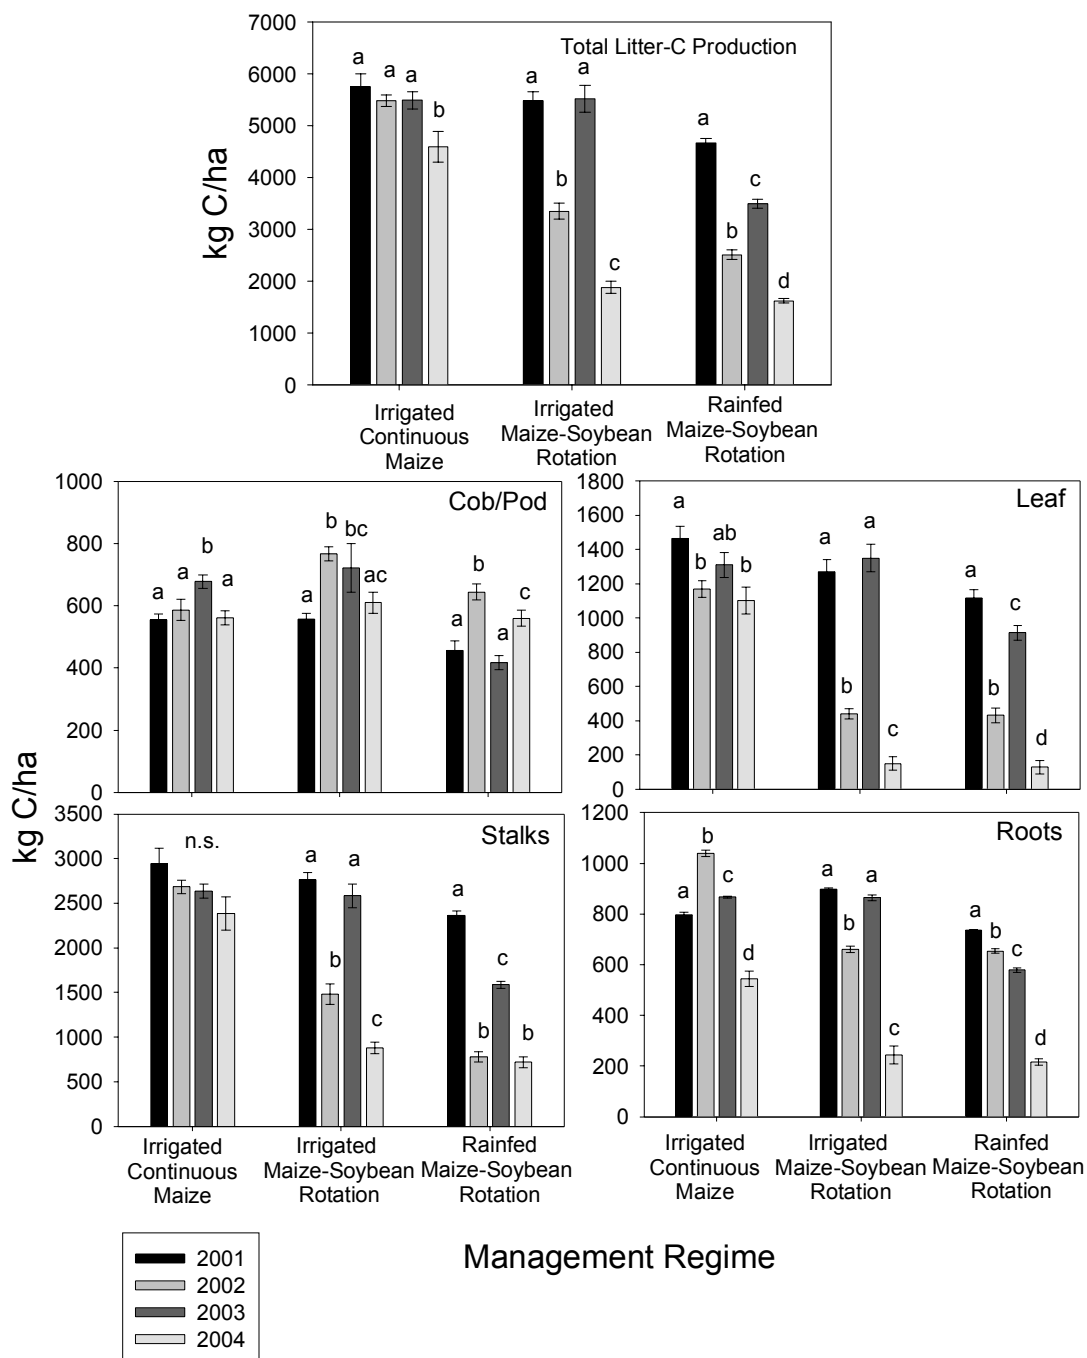 7000
6000
5000
4000
3000
2000
1000
0
kg C/ha
Total Litter-C Production
a a a b
a b a c
a b c d
Irrigated
Continuous
Maize
Irrigated
Maize-Soybean
Rotation
Rainfed
Maize-Soybean
Rotation
kg C/ha
1000
800
600
400
200
0
Cob/Pod
a a b a
a b bc ac
a b a c
1800
1600
1400
1200
1000
800
600
400
200
0
Leaf
a b ab b
a b a c
a b c d
3500
3000
2500
2000
1500
1000
500
0
Stalks
n.s.
a b a c
a b c b
Irrigated
Continuous
Maize
Irrigated
Maize-Soybean
Rotation
Rainfed
Maize-Soybean
Rotation
1200
1000
800
600
400
200
0
Roots
a b c d
a b a c
a b c d
Irrigated
Continuous
Maize
Irrigated
Maize-Soybean
Rotation
Rainfed
Maize-Soybean
Rotation
Management Regime
2001
2002
2003
2004